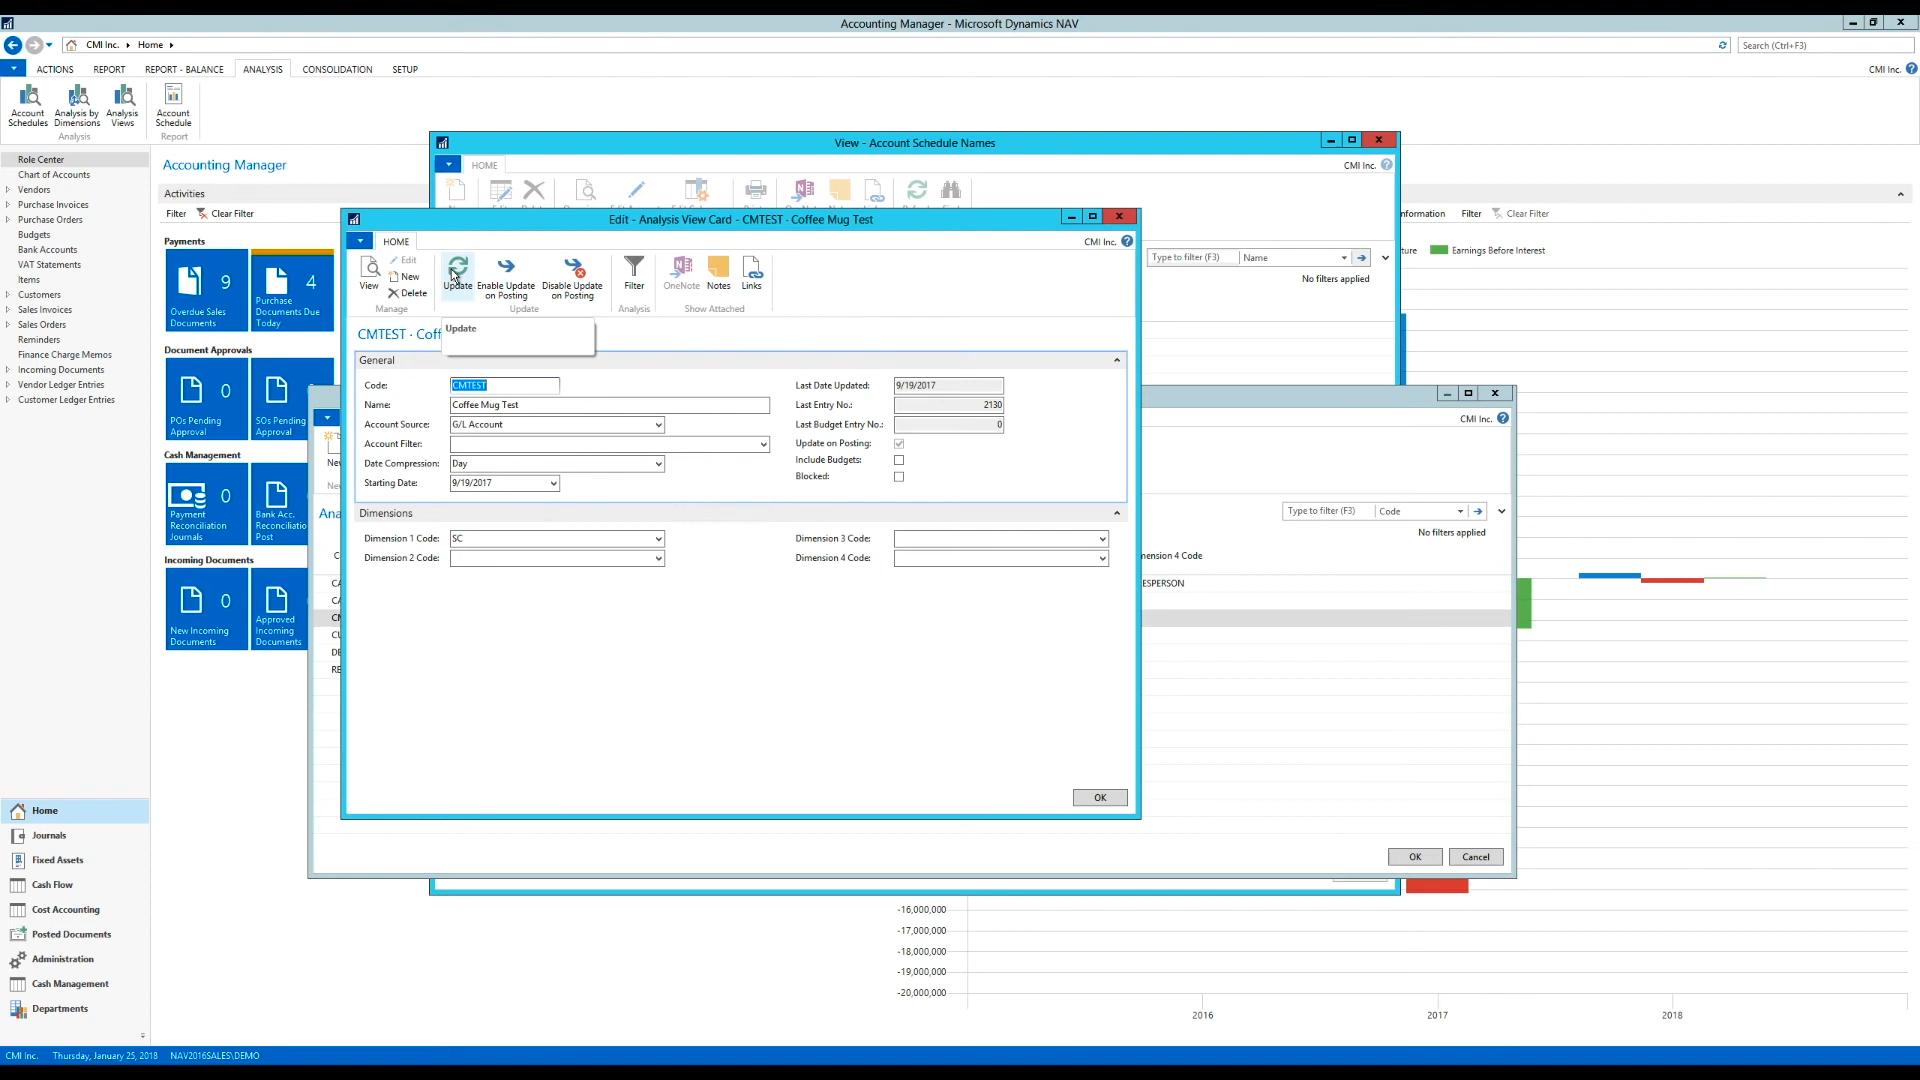 Accounting Manager - Microsoft Dynamics NAV
CMI Inc. Home
Search (Ctrl+F3)
ACTIONS REPORT REPORT - BALANCE ANALYSIS CONSOLIDATION SETUP
CMI Inc.
Account Schedules
Analysis by Dimensions
Analysis Views
Account Schedule
Analysis
Report
Role Center
Chart of Accounts
Vendors
Purchase Invoices
Purchase Orders
Budgets
Bank Accounts
VAT Statements
Items
Customers
Sales Invoices
Sales Orders
Reminders
Finance Charge Memos
Incoming Documents
Vendor Ledger Entries
Customer Ledger Entries
Home
Journals
Fixed Assets
Cash Flow
Cost Accounting
Posted Documents
Administration
Cash Management
Departments
Accounting Manager
Activities
Filter Clear Filter
Payments
9
Overdue Sales Documents
4
Purchase Documents Due Today
Document Approvals
0
POs Pending Approval
0
SOs Pending Approval
Cash Management
0
Payment Reconciliation Journals
Bank Acc. Reconciliatio
Post
Incoming Documents
0
New Incoming Documents
Approved Incoming Documents
View - Account Schedule Names
HOME
CMI Inc.
Type to filter (F3) Name
No filters applied
nformation Filter Clear Filter
ture Earnings Before Interest
Edit - Analysis View Card - CMTEST · Coffee Mug Test
HOME
CMI Inc.
View
Edit
New
Delete
Update
Enable Update on Posting
Disable Update on Posting
Filter
OneNote
Notes
Links
Manage
Update
Analysis
Show Attached
CMTEST · Coff
Update
General
Code: CMTEST
Name: Coffee Mug Test
Account Source: G/L Account
Account Filter:
Date Compression: Day
Starting Date: 9/19/2017
Last Date Updated: 9/19/2017
Last Entry No.: 2130
Last Budget Entry No.: 0
Update on Posting:
Include Budgets:
Blocked:
Dimensions
Dimension 1 Code: SC
Dimension 2 Code:
Dimension 3 Code:
Dimension 4 Code:
OK
CMI Inc.
New
Ne
Ana
Type to filter (F3) Code
No filters applied
C
mension 4 Code
CA
ESPERSON
CA
CM
CU
DE
RE
OK Cancel
-16,000,000
-17,000,000
-18,000,000
-19,000,000
-20,000,000
2016 2017 2018
CMI Inc. Thursday, January 25, 2018 NAV2016SALES\DEMO